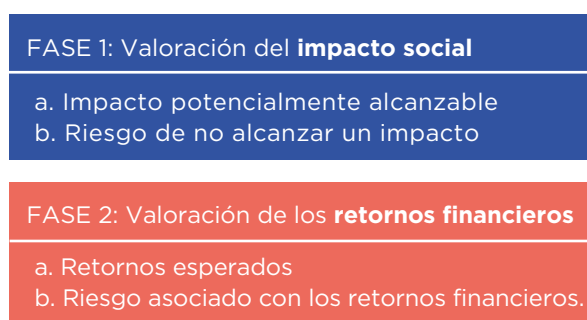 FASE 1: Valoración del impacto social
a. Impacto potencialmente alcanzable
b. Riesgo de no alcanzar un impacto
FASE 2: Valoración de los retornos financieros
a. Retornos esperados
b. Riesgo asociado con los retornos financieros.